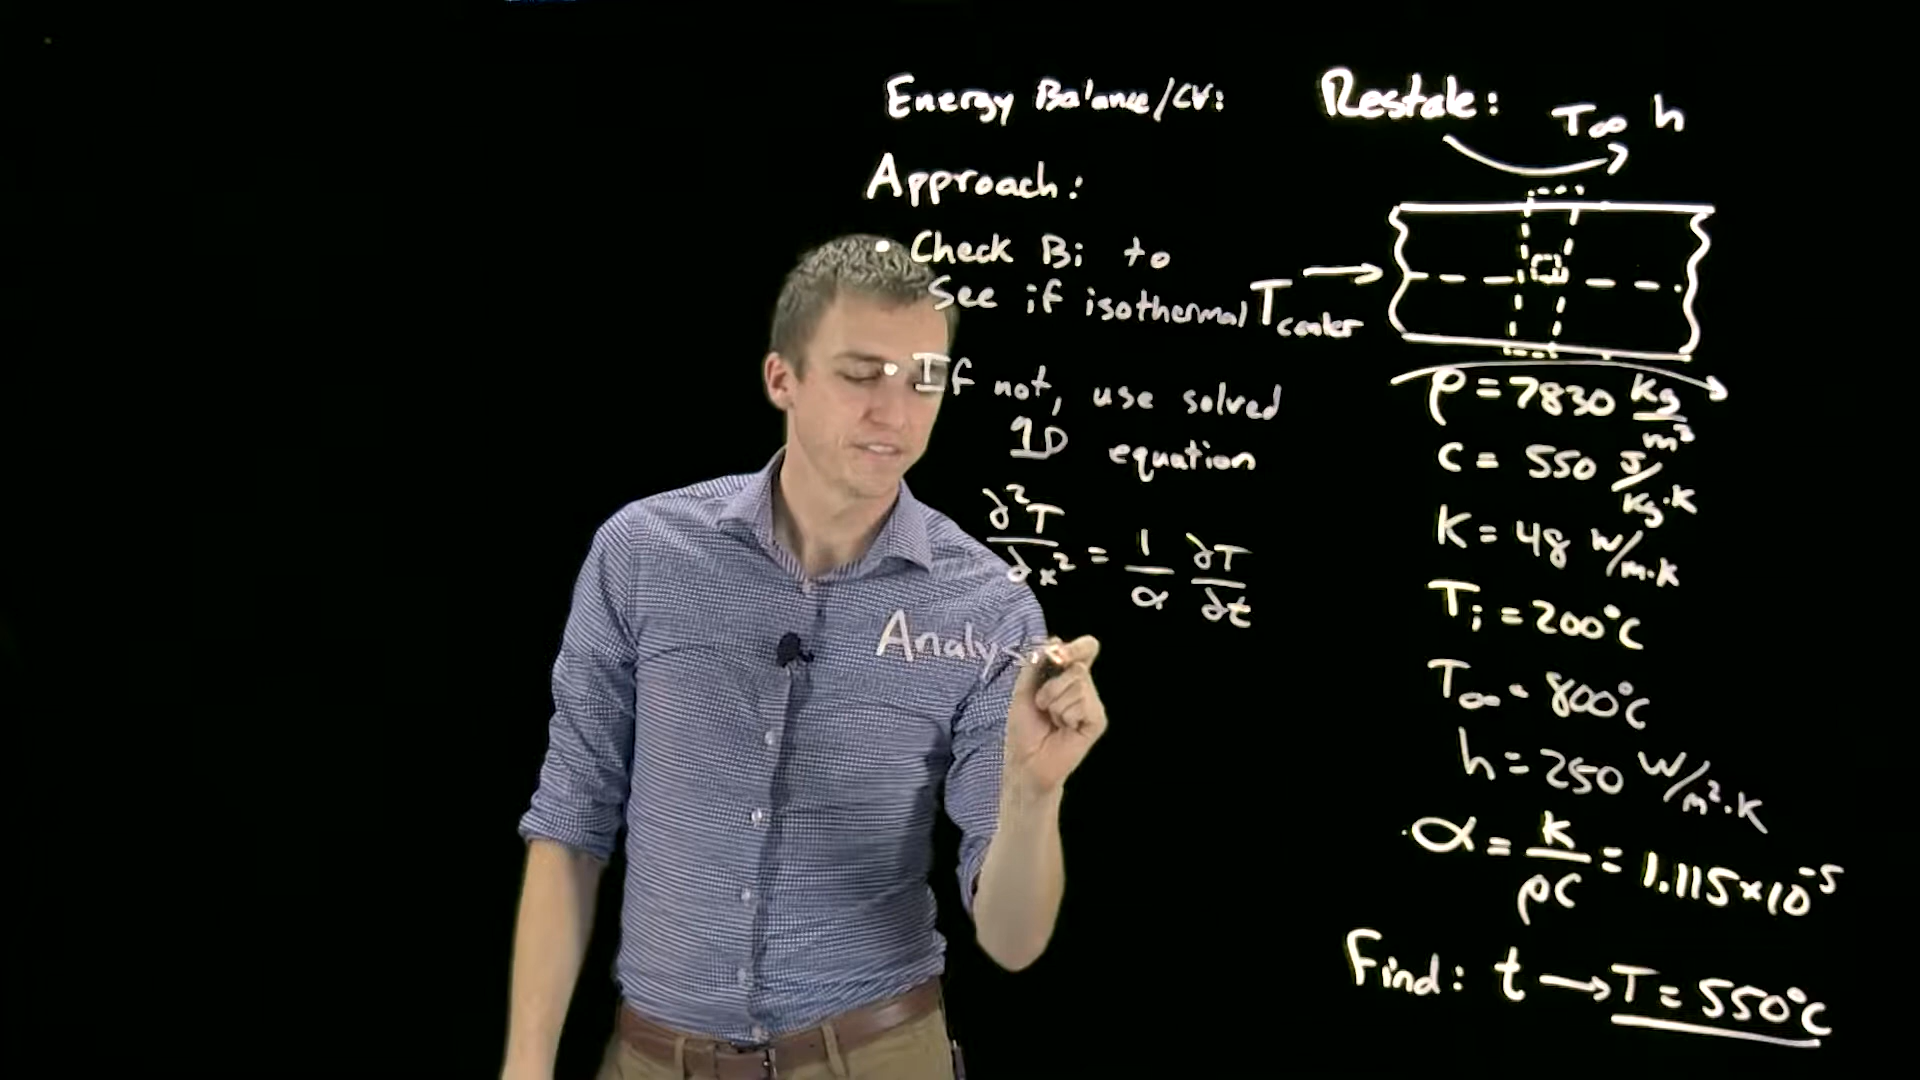 Energy Balance/CV:
Approach:
• Check Bi to
See if isothermal
• If not, use solved
1D equation
∂²T/∂x² = 1/α ∂T/∂t
Analysis
Restate:
T∞ h
Tcenter
ρ = 7830 kg/m³
c = 550 J/kg·K
K = 48 W/m·K
Ti = 200°C
T∞ = 800°C
h = 250 W/m²·K
α = K/ρC = 1.115×10⁻⁵
Find: t → T = 550°C